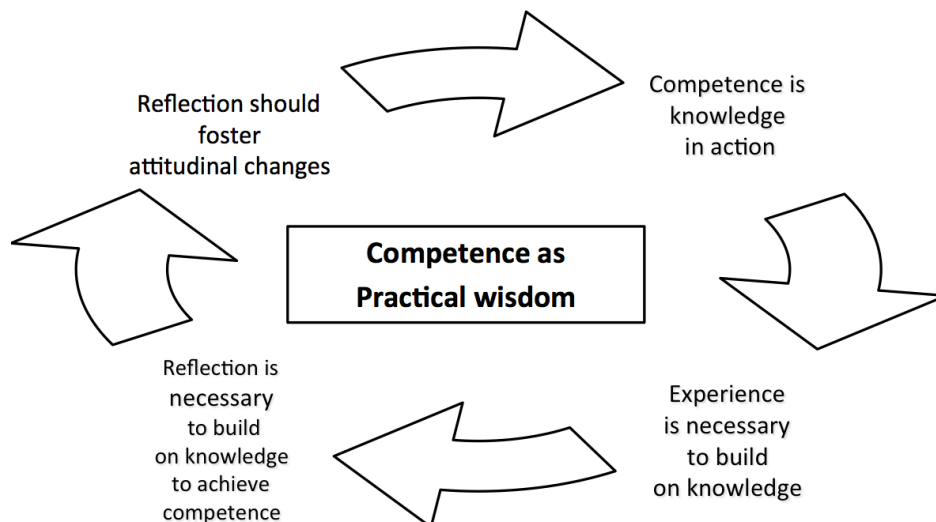 Reflection should
foster
attitudinal changes
Competence is
knowledge
in action
Competence as
Practical wisdom
Reflection is
necessary
to build
on knowledge
to achieve
competence
Experience
is necessary
to build
on knowledge